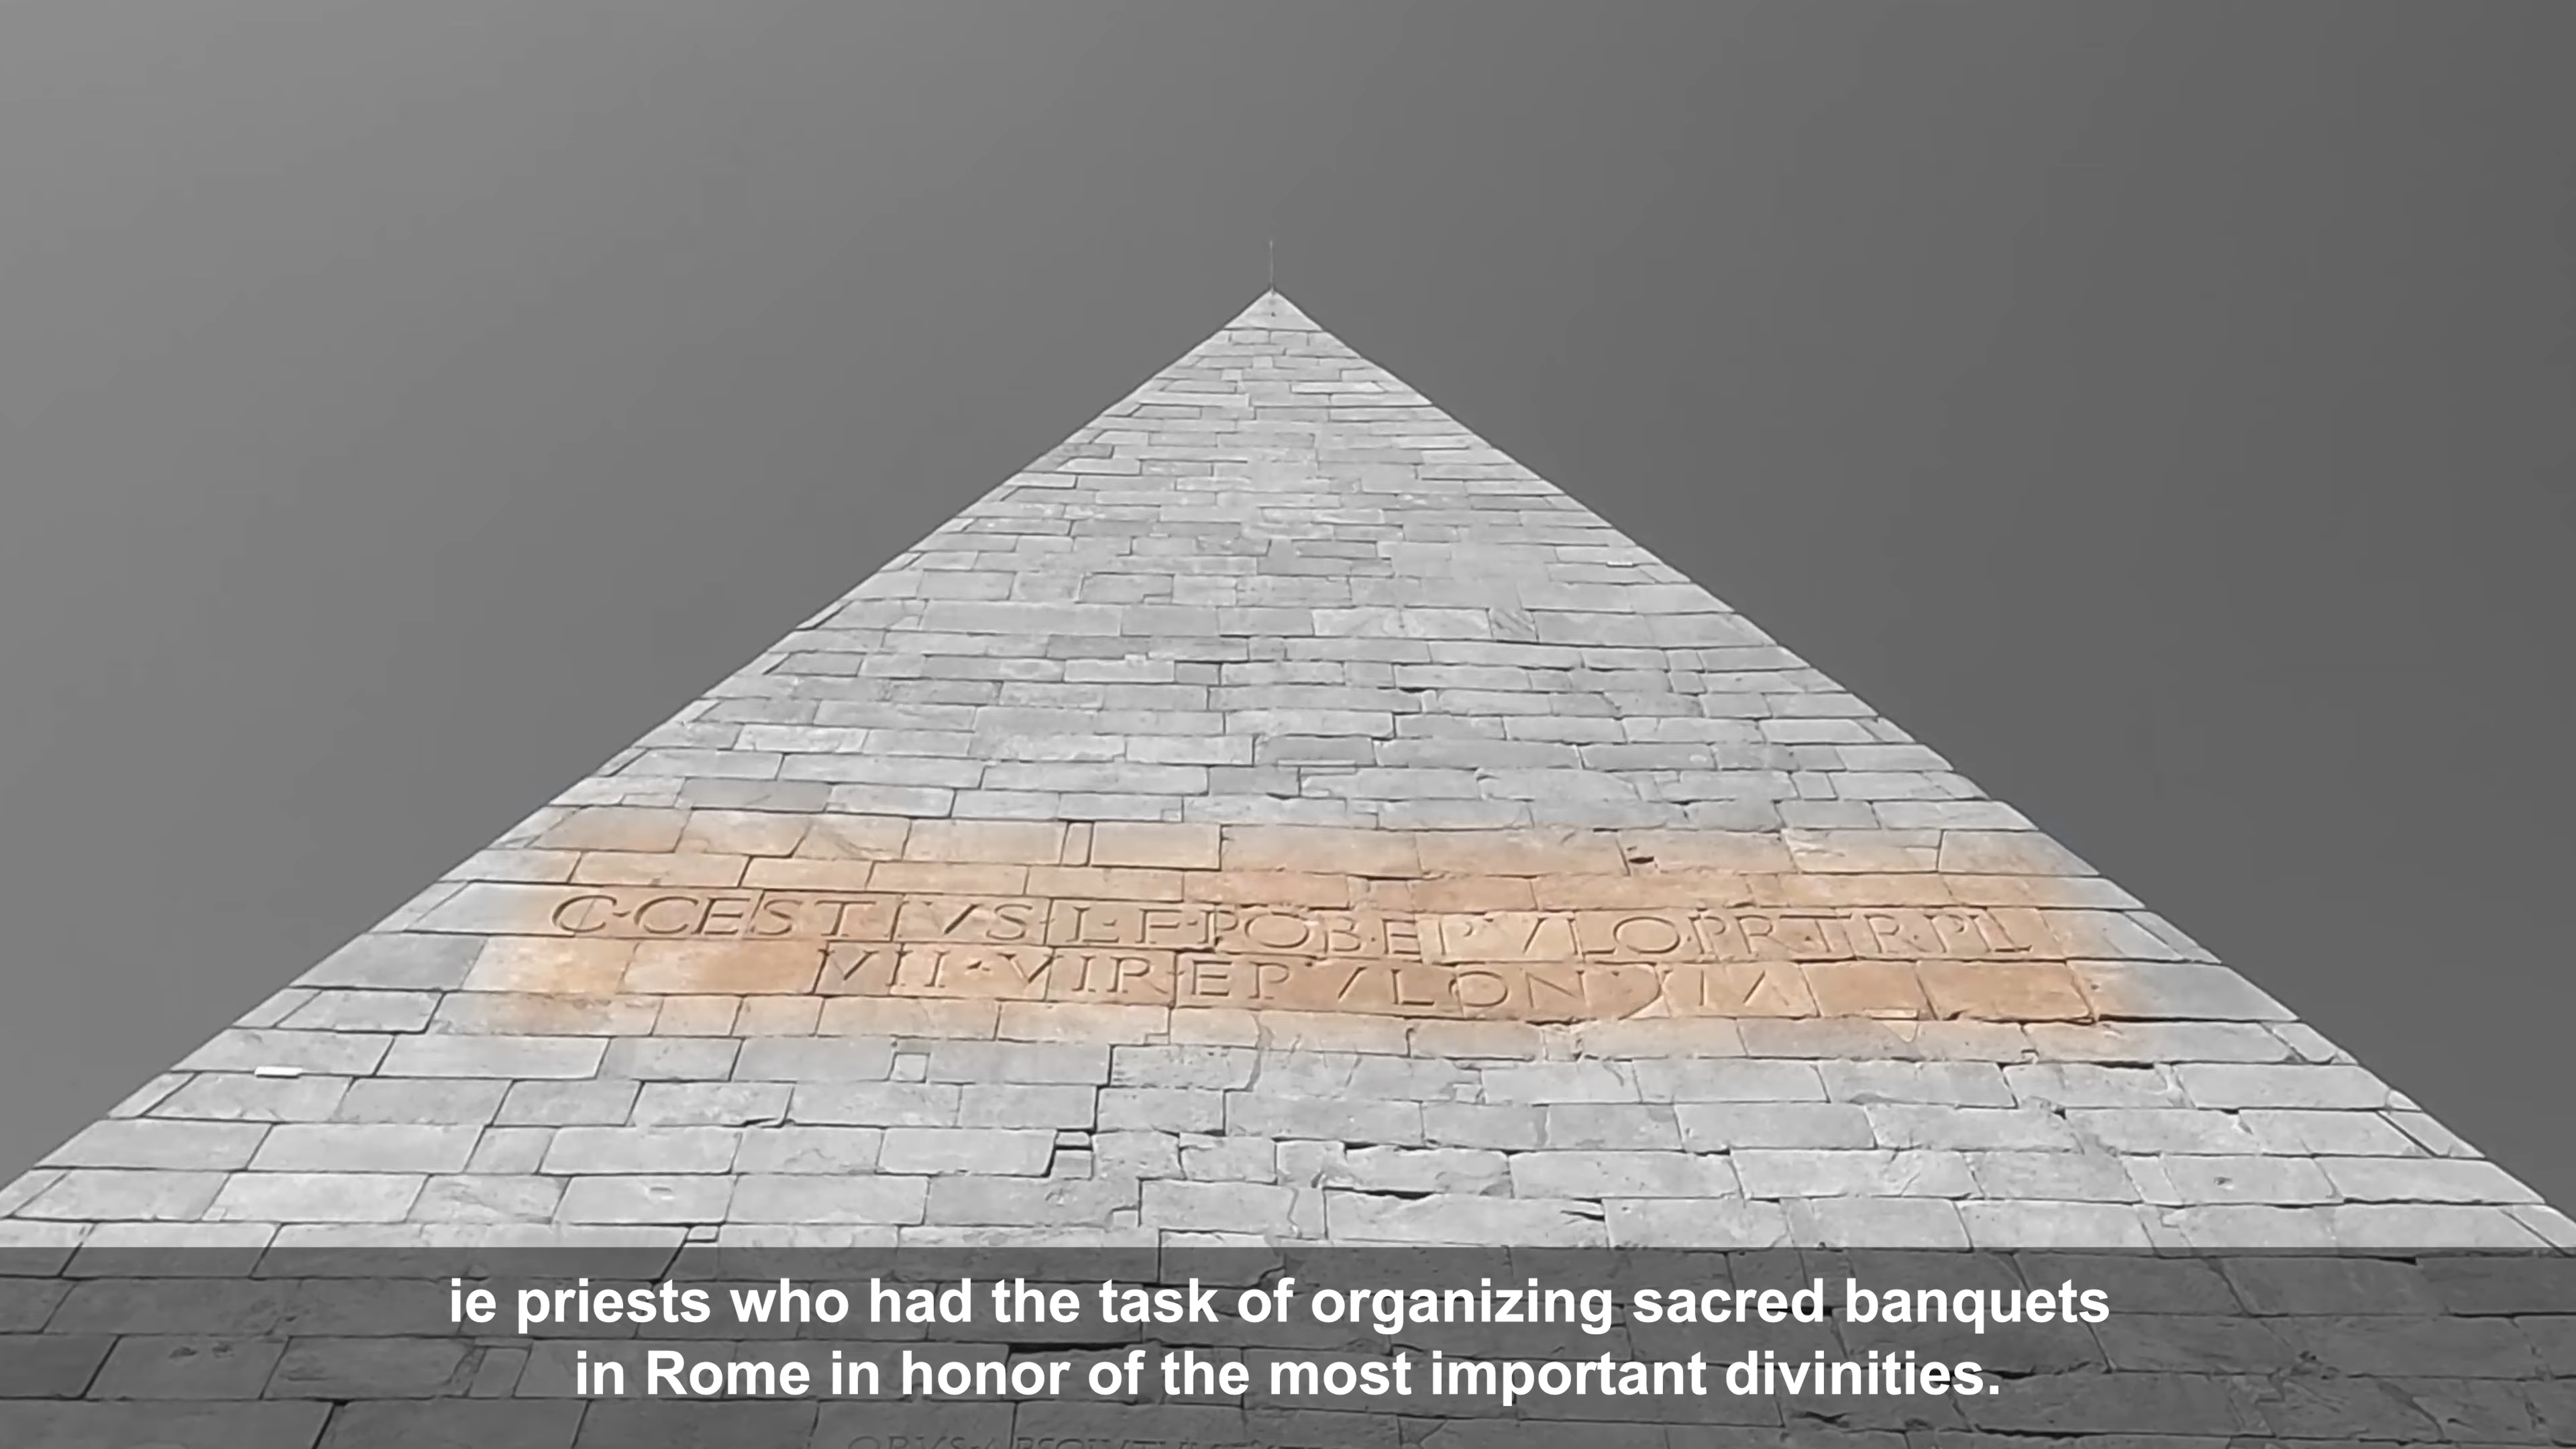 C·CESTIVS·L·F·POB·EPVLO·PR·TR·PL
VII·VIR·EPVLONVM
ie priests who had the task of organizing sacred banquets
in Rome in honor of the most important divinities.